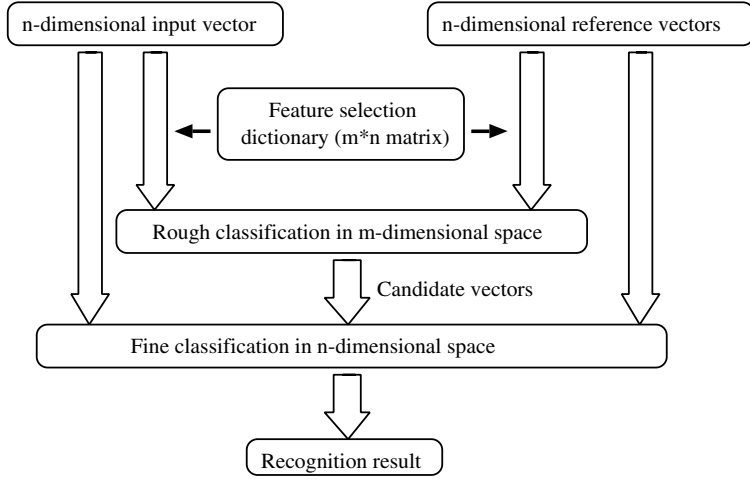 n-dimensional input vector
n-dimensional reference vectors
Feature selection
dictionary (m*n matrix)
Rough classification in m-dimensional space
Candidate vectors
Fine classification in n-dimensional space
Recognition result